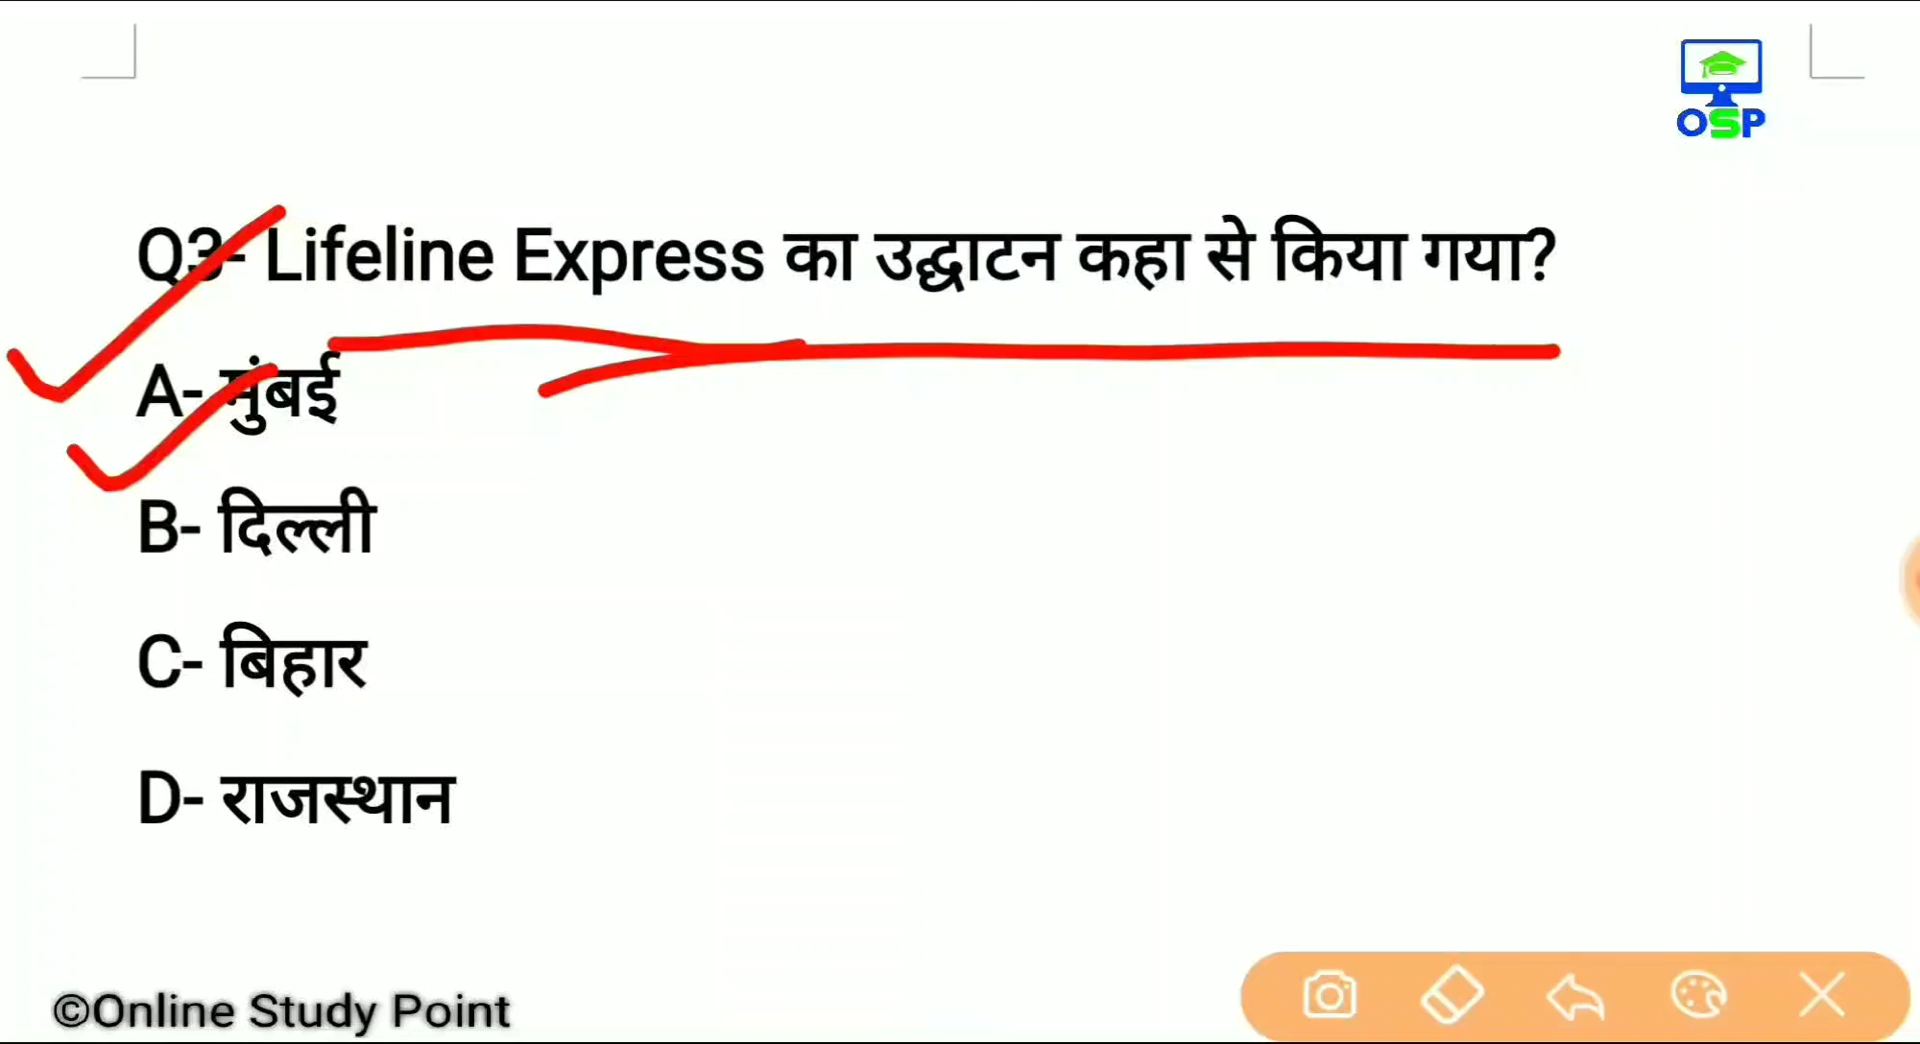 OSP
Q3- Lifeline Express का उद्घाटन कहा से किया गया?
A- मुंबई
B- दिल्ली
C- बिहार
D- राजस्थान
©Online Study Point